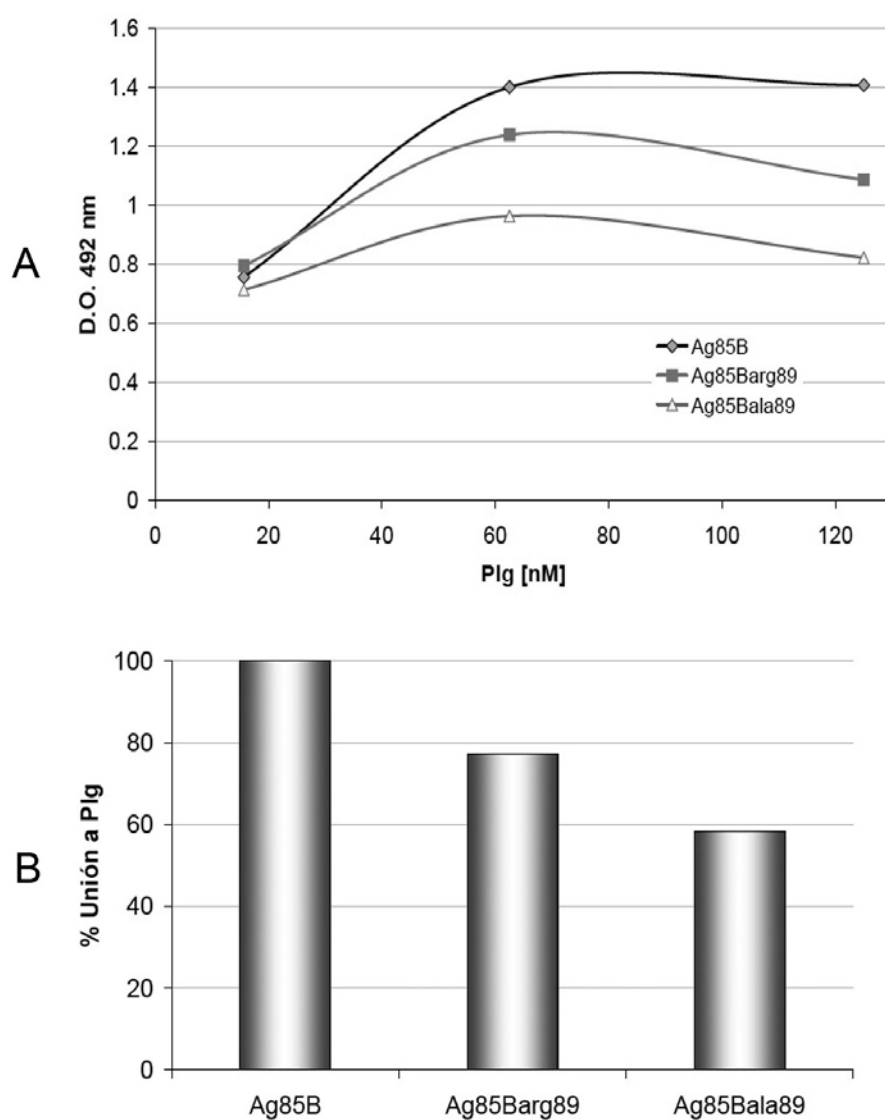 A
D.O. 492 nm
1.6
1.4
1.2
1
0.8
0.6
0.4
0.2
0
Ag85B
Ag85Barg89
Ag85Bala89
0 20 40 60 80 100 120
Plg [nM]
B
% Unión a Plg
100
80
60
40
20
0
Ag85B Ag85Barg89 Ag85Bala89